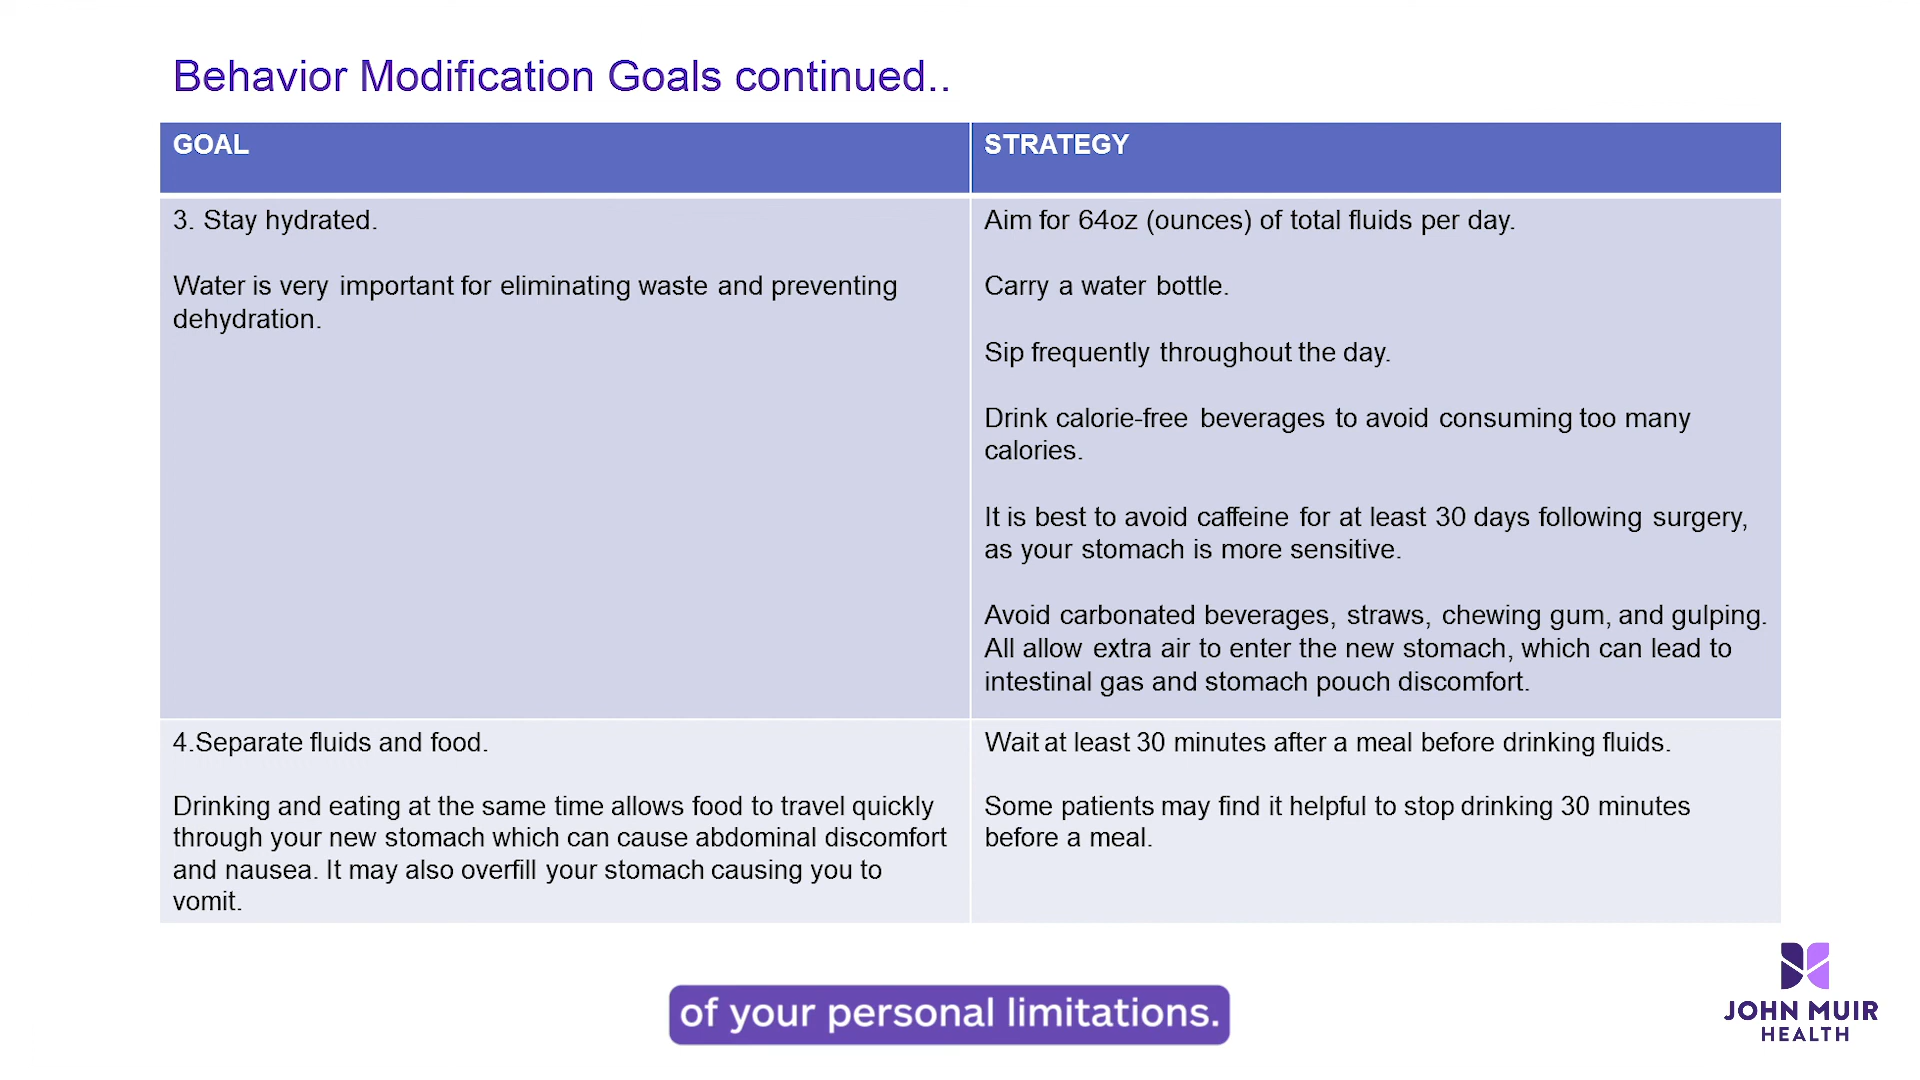 Behavior Modification Goals continued..
GOAL
STRATEGY
3. Stay hydrated.
Water is very important for eliminating waste and preventing
dehydration.
Aim for 64oz (ounces) of total fluids per day.
Carry a water bottle.
Sip frequently throughout the day.
Drink calorie-free beverages to avoid consuming too many
calories.
It is best to avoid caffeine for at least 30 days following surgery,
as your stomach is more sensitive.
Avoid carbonated beverages, straws, chewing gum, and gulping.
All allow extra air to enter the new stomach, which can lead to
intestinal gas and stomach pouch discomfort.
4.Separate fluids and food.
Drinking and eating at the same time allows food to travel quickly
through your new stomach which can cause abdominal discomfort
and nausea. It may also overfill your stomach causing you to
vomit.
Wait at least 30 minutes after a meal before drinking fluids.
Some patients may find it helpful to stop drinking 30 minutes
before a meal.
of your personal limitations.
JOHN MUIR
HEALTH